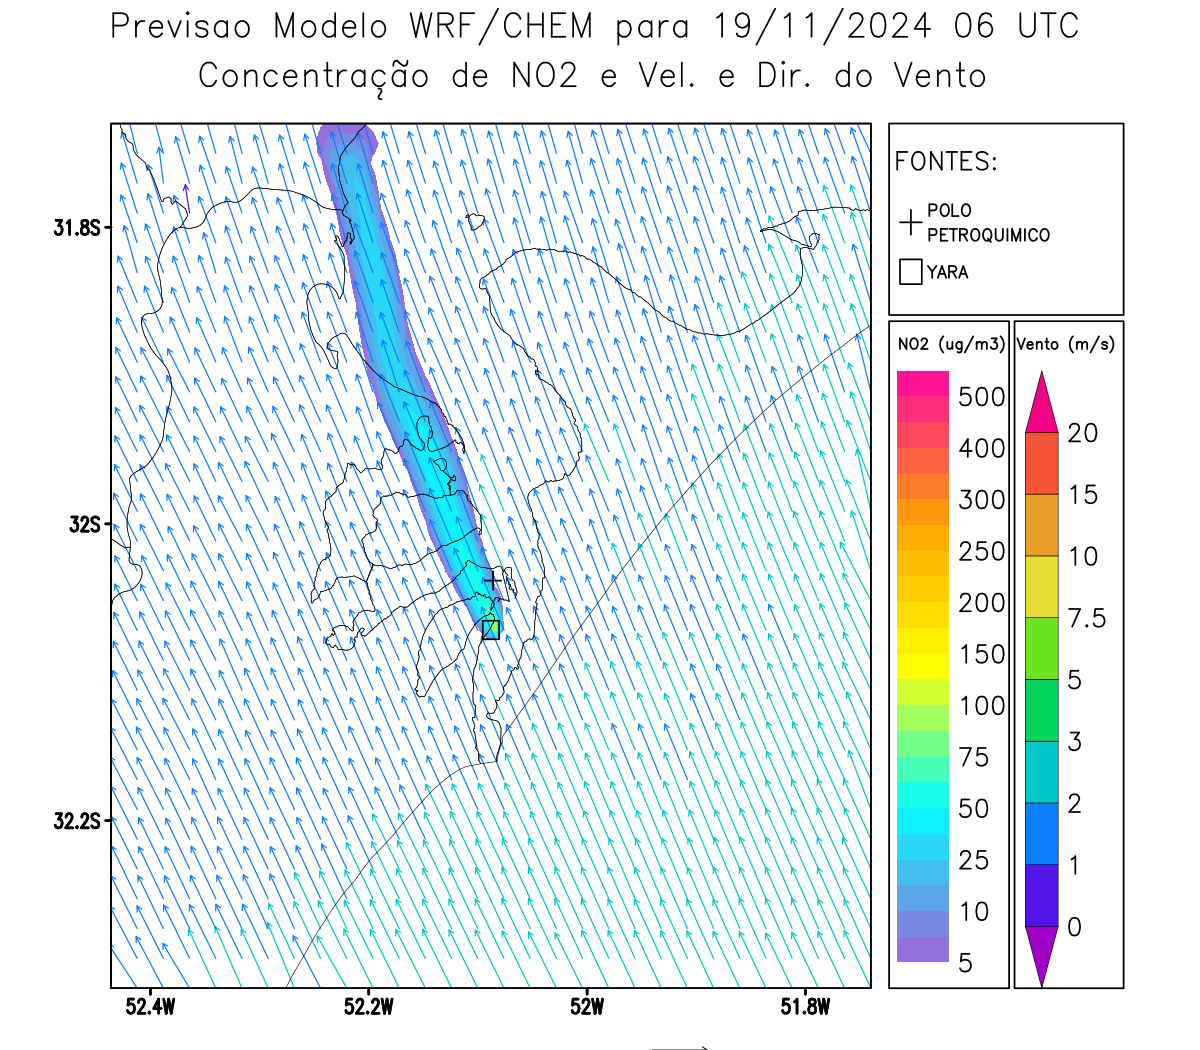 Previsao Modelo WRF/CHEM para 19/11/2024 06 UTC
Concentração de NO2 e Vel. e Dir. do Vento
FONTES:
POLO
PETROQUIMICO
YARA
NO2 (ug/m3)
500
400
300
250
200
150
100
75
50
25
10
5
Vento (m/s)
20
15
10
7.5
5
3
2
1
0
31.8S
32S
32.2S
52.4W
52.2W
52W
51.8W